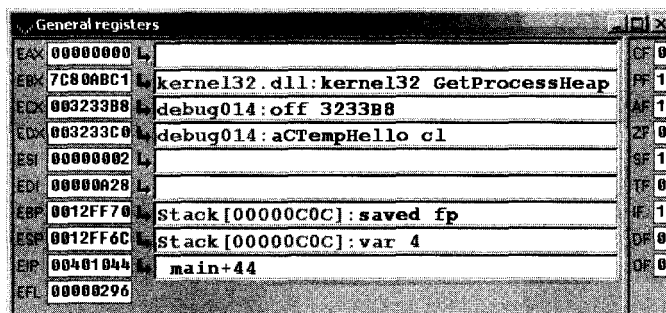 General registers
EAX 00000000
EBX 7C80ABC1 kernel32.dll:kernel32 GetProcessHeap
ECX 003233B8 debug014:off 3233B8
EDX 003233C0 debug014:aCTempHello cl
ESI 00000002
EDI 00000A28
EBP 0012FF70 Stack[00000C0C]:saved fp
ESP 0012FF6C Stack[00000C0C]:var 4
EIP 00401044 main+44
EFL 00000296
CF 0
PF 1
AF 1
ZF 0
SF 1
TF 0
IF 1
DF 0
OF 0